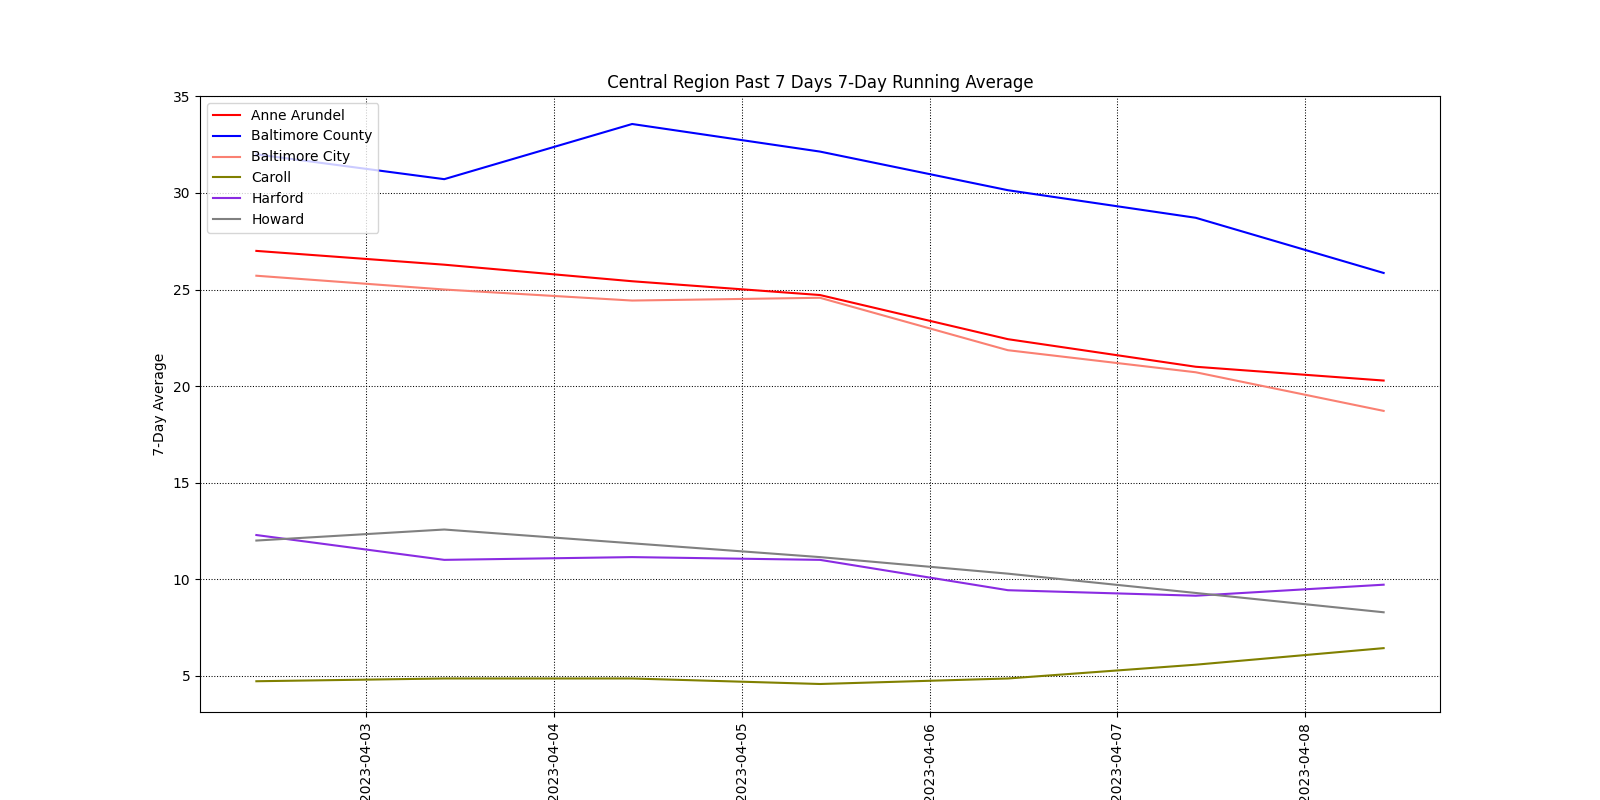 Central Region Past 7 Days 7-Day Running Average
Anne Arundel
Baltimore County
Baltimore City
Caroll
Harford
Howard
7-Day Average
35
30
25
20
15
10
5
2023-04-03
2023-04-04
2023-04-05
2023-04-06
2023-04-07
2023-04-08